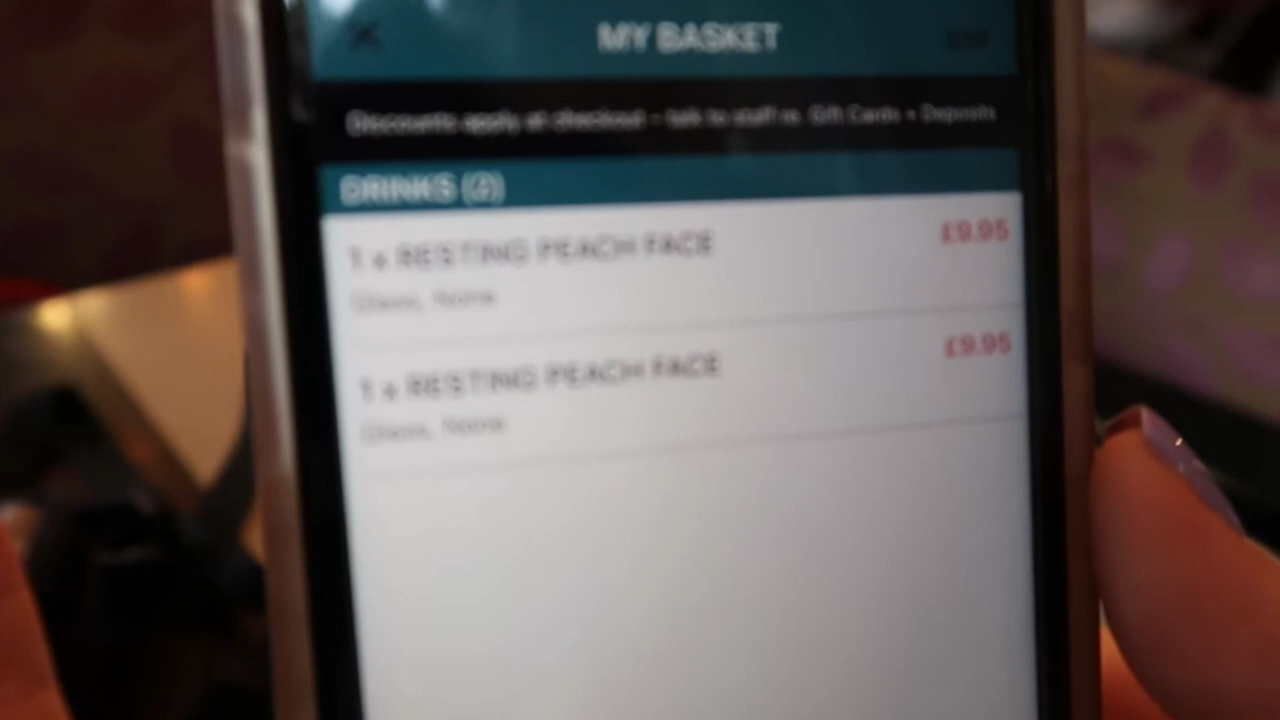 MY BASKET
Discounts apply at checkout - talk to staff re. Gift Cards + Deposits
DRINKS (2)
1 x RESTING PEACH FACE £9.95
Glass, None
1 x RESTING PEACH FACE £9.95
Glass, None